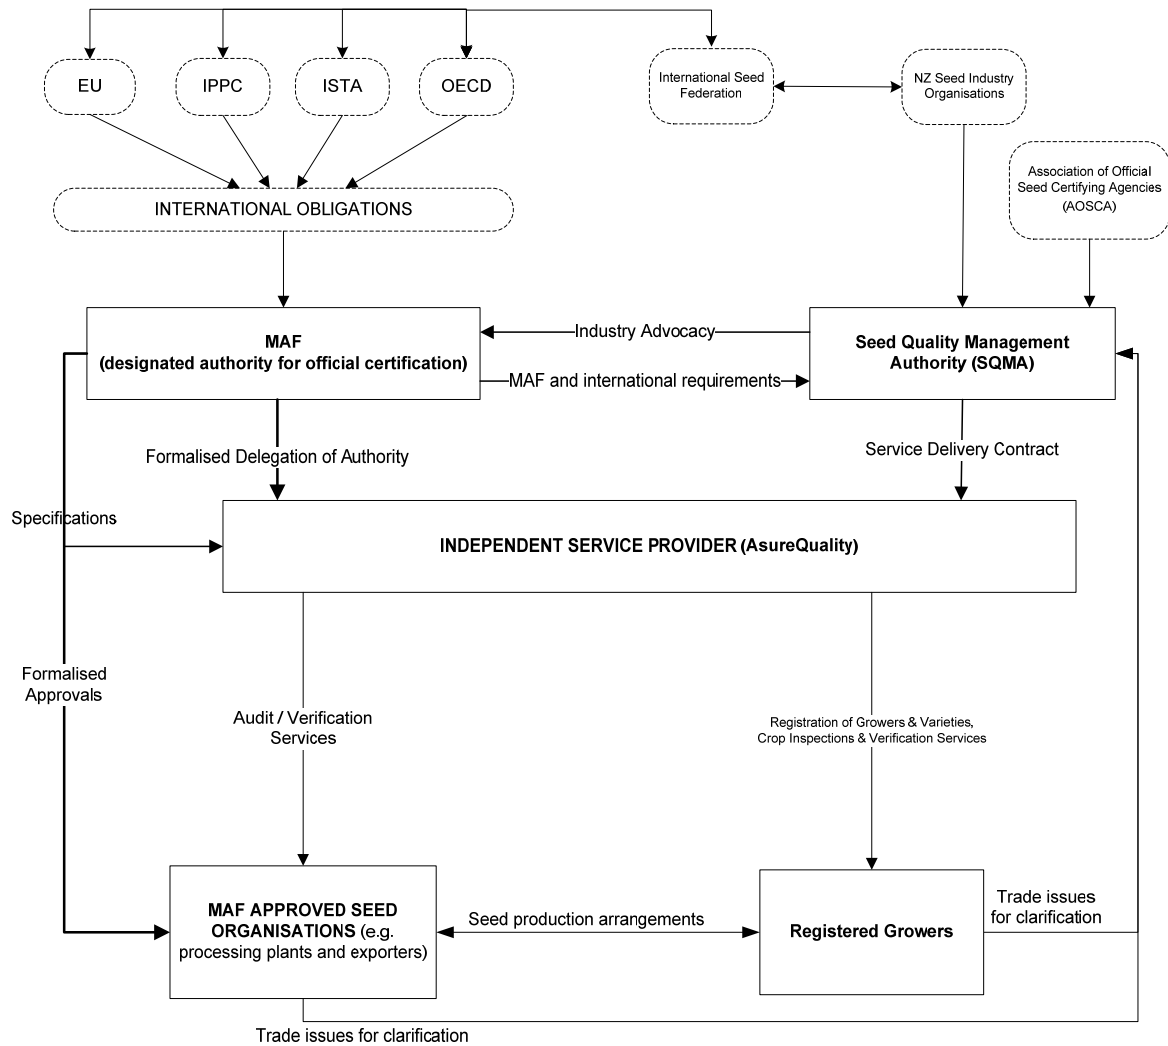 EU
IPPC
ISTA
OECD
International Seed
Federation
NZ Seed Industry
Organisations
Association of Official
Seed Certifying Agencies
(AOSCA)
INTERNATIONAL OBLIGATIONS
MAF
(designated authority for official certification)
Industry Advocacy
MAF and international requirements
Seed Quality Management
Authority (SQMA)
Formalised Delegation of Authority
Service Delivery Contract
Specifications
INDEPENDENT SERVICE PROVIDER (AsureQuality)
Formalised
Approvals
Audit / Verification
Services
Registration of Growers & Varieties,
Crop Inspections & Verification Services
MAF APPROVED SEED
ORGANISATIONS (e.g.
processing plants and exporters)
Seed production arrangements
Registered Growers
Trade issues
for clarification
Trade issues for clarification